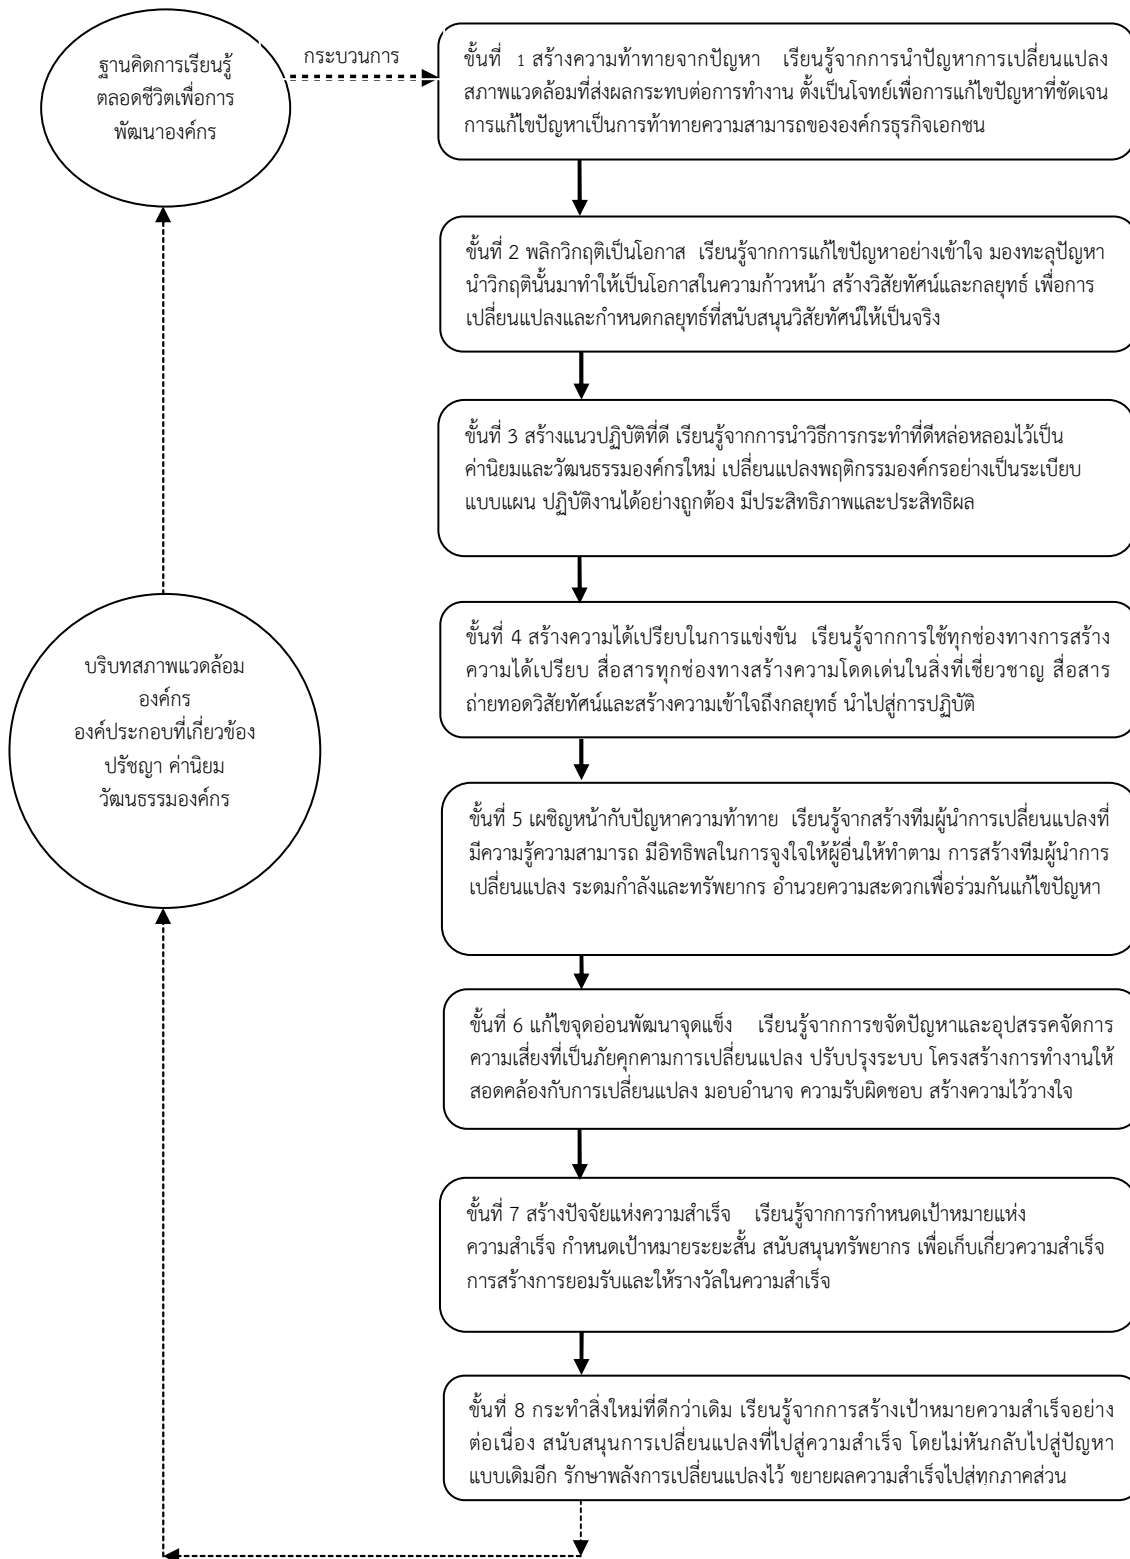 ฐานคิดการเรียนรู้
ตลอดชีวิตเพื่อการ
พัฒนาองค์กร
กระบวนการ
ขั้นที่ 1 สร้างความท้าทายจากปัญหา เรียนรู้จากการนำปัญหาการเปลี่ยนแปลง
สภาพแวดล้อมที่ส่งผลกระทบต่อการทำงาน ตั้งเป็นโจทย์เพื่อการแก้ไขปัญหาที่ชัดเจน
การแก้ไขปัญหาเป็นการท้าทายความสามารถขององค์กรธุรกิจเอกชน
ขั้นที่ 2 พลิกวิกฤติเป็นโอกาส เรียนรู้จากการแก้ไขปัญหาอย่างเข้าใจ มองทะลุปัญหา
นำวิกฤตินั้นมาทำให้เป็นโอกาสในความก้าวหน้า สร้างวิสัยทัศน์และกลยุทธ์ เพื่อการ
เปลี่ยนแปลงและกำหนดกลยุทธ์ที่สนับสนุนวิสัยทัศน์ให้เป็นจริง
ขั้นที่ 3 สร้างแนวปฏิบัติที่ดี เรียนรู้จากการนำวิธีการกระทำที่ดีหล่อหลอมไว้เป็น
ค่านิยมและวัฒนธรรมองค์กรใหม่ เปลี่ยนแปลงพฤติกรรมองค์กรอย่างเป็นระเบียบ
แบบแผน ปฏิบัติงานได้อย่างถูกต้อง มีประสิทธิภาพและประสิทธิผล
ขั้นที่ 4 สร้างความได้เปรียบในการแข่งขัน เรียนรู้จากการใช้ทุกช่องทางการสร้าง
ความได้เปรียบ สื่อสารทุกช่องทางสร้างความโดดเด่นในสิ่งที่เชี่ยวชาญ สื่อสาร
ถ่ายทอดวิสัยทัศน์และสร้างความเข้าใจถึงกลยุทธ์ นำไปสู่การปฏิบัติ
บริบทสภาพแวดล้อม
องค์กร
องค์ประกอบที่เกี่ยวข้อง
ปรัชญา ค่านิยม
วัฒนธรรมองค์กร
ขั้นที่ 5 เผชิญหน้ากับปัญหาความท้าทาย เรียนรู้จากสร้างทีมผู้นำการเปลี่ยนแปลงที่
มีความรู้ความสามารถ มีอิทธิพลในการจูงใจให้ผู้อื่นให้ทำตาม การสร้างทีมผู้นำการ
เปลี่ยนแปลง ระดมกำลังและทรัพยากร อำนวยความสะดวกเพื่อร่วมกันแก้ไขปัญหา
ขั้นที่ 6 แก้ไขจุดอ่อนพัฒนาจุดแข็ง เรียนรู้จากการขจัดปัญหาและอุปสรรคจัดการ
ความเสี่ยงที่เป็นภัยคุกคามการเปลี่ยนแปลง ปรับปรุงระบบ โครงสร้างการทำงานให้
สอดคล้องกับการเปลี่ยนแปลง มอบอำนาจ ความรับผิดชอบ สร้างความไว้วางใจ
ขั้นที่ 7 สร้างปัจจัยแห่งความสำเร็จ เรียนรู้จากการกำหนดเป้าหมายแห่ง
ความสำเร็จ กำหนดเป้าหมายระยะสั้น สนับสนุนทรัพยากร เพื่อเก็บเกี่ยวความสำเร็จ
การสร้างการยอมรับและให้รางวัลในความสำเร็จ
ขั้นที่ 8 กระทำสิ่งใหม่ที่ดีกว่าเดิม เรียนรู้จากการสร้างเป้าหมายความสำเร็จอย่าง
ต่อเนื่อง สนับสนุนการเปลี่ยนแปลงที่ไปสู่ความสำเร็จ โดยไม่หันกลับไปสู่ปัญหา
แบบเดิมอีก รักษาพลังการเปลี่ยนแปลงไว้ ขยายผลความสำเร็จไปสู่ทุกภาคส่วน